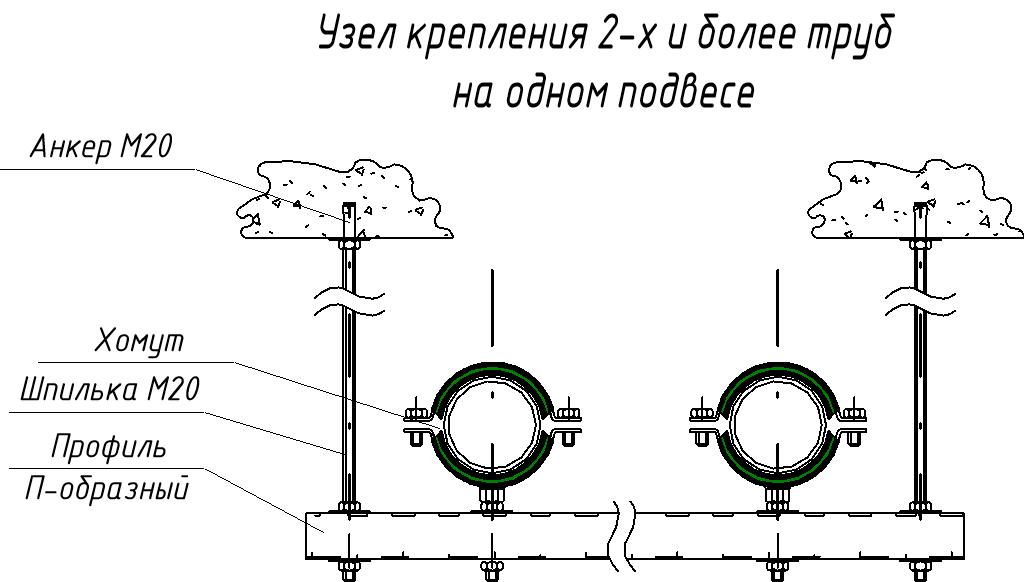 Узел крепления 2-х и более труб
на одном подвесе
Анкер М20
Хомут
Шпилька М20
Профиль
П-образный